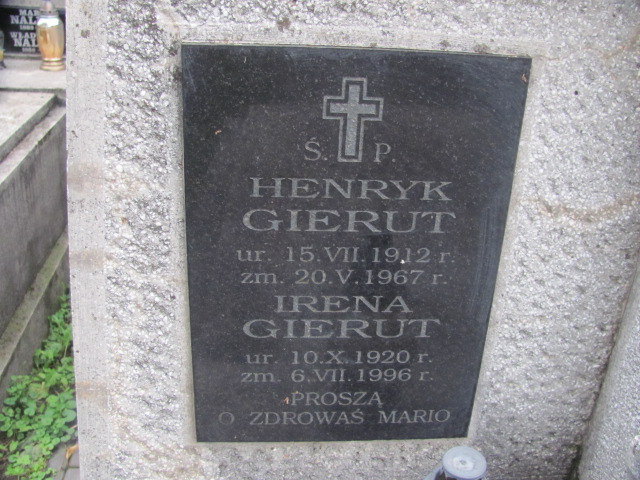 Ś. P.
HENRYK
GIERUT
ur. 15.VII.1912 r.
zm. 20.V.1967 r.
IRENA
GIERUT
ur. 10.X.1920 r.
zm. 6.VII.1996 r.
PROSZĄ
O ZDROWAŚ MARIO